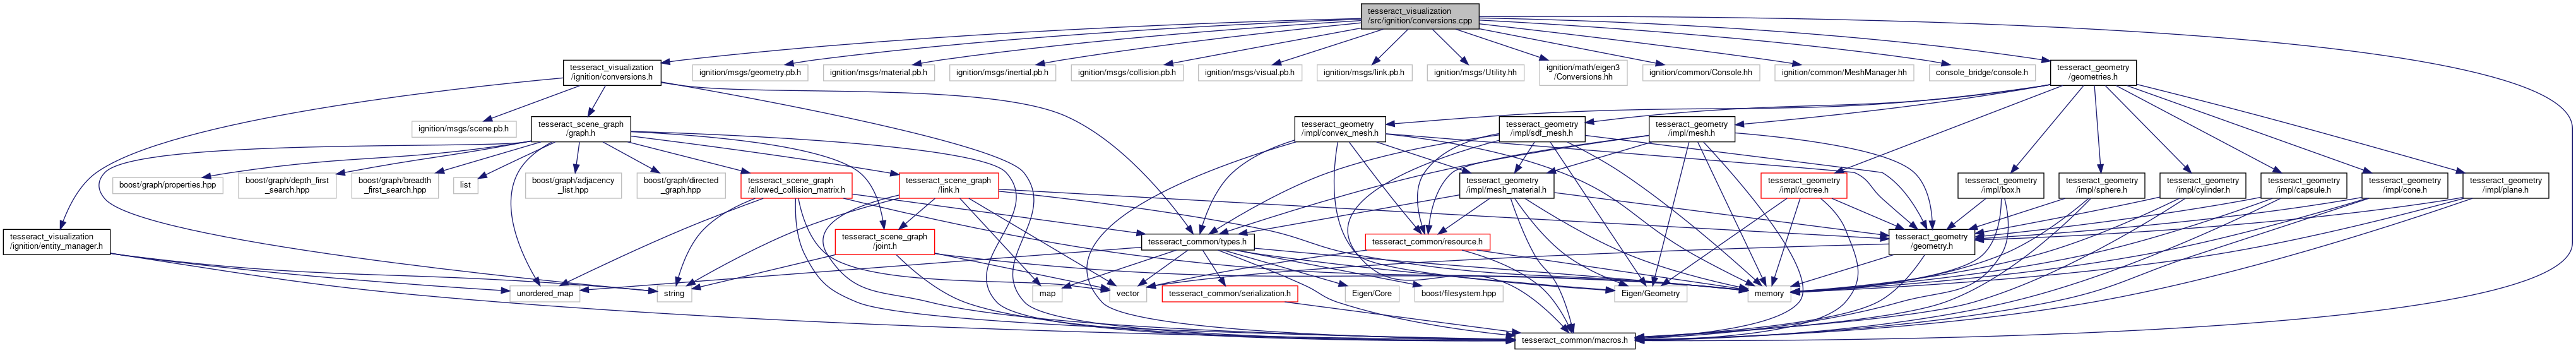 tesseract_visualization
/src/ignition/conversions.cpp
tesseract_visualization
/ignition/conversions.h
ignition/msgs/geometry.pb.h
ignition/msgs/material.pb.h
ignition/msgs/inertial.pb.h
ignition/msgs/collision.pb.h
ignition/msgs/visual.pb.h
ignition/msgs/link.pb.h
ignition/msgs/Utility.hh
ignition/math/eigen3
/Conversions.hh
ignition/common/Console.hh
ignition/common/MeshManager.hh
console_bridge/console.h
tesseract_geometry
/geometries.h
ignition/msgs/scene.pb.h
tesseract_scene_graph
/graph.h
tesseract_geometry
/impl/convex_mesh.h
tesseract_geometry
/impl/sdf_mesh.h
tesseract_geometry
/impl/mesh.h
boost/graph/properties.hpp
boost/graph/depth_first
_search.hpp
boost/graph/breadth
_first_search.hpp
list
boost/graph/adjacency
_list.hpp
boost/graph/directed
_graph.hpp
tesseract_scene_graph
/allowed_collision_matrix.h
tesseract_scene_graph
/link.h
tesseract_geometry
/impl/mesh_material.h
tesseract_geometry
/impl/octree.h
tesseract_geometry
/impl/box.h
tesseract_geometry
/impl/sphere.h
tesseract_geometry
/impl/cylinder.h
tesseract_geometry
/impl/capsule.h
tesseract_geometry
/impl/cone.h
tesseract_geometry
/impl/plane.h
tesseract_visualization
/ignition/entity_manager.h
tesseract_scene_graph
/joint.h
tesseract_common/types.h
tesseract_common/resource.h
tesseract_geometry
/geometry.h
unordered_map
string
map
vector
tesseract_common/serialization.h
Eigen/Core
boost/filesystem.hpp
Eigen/Geometry
memory
tesseract_common/macros.h